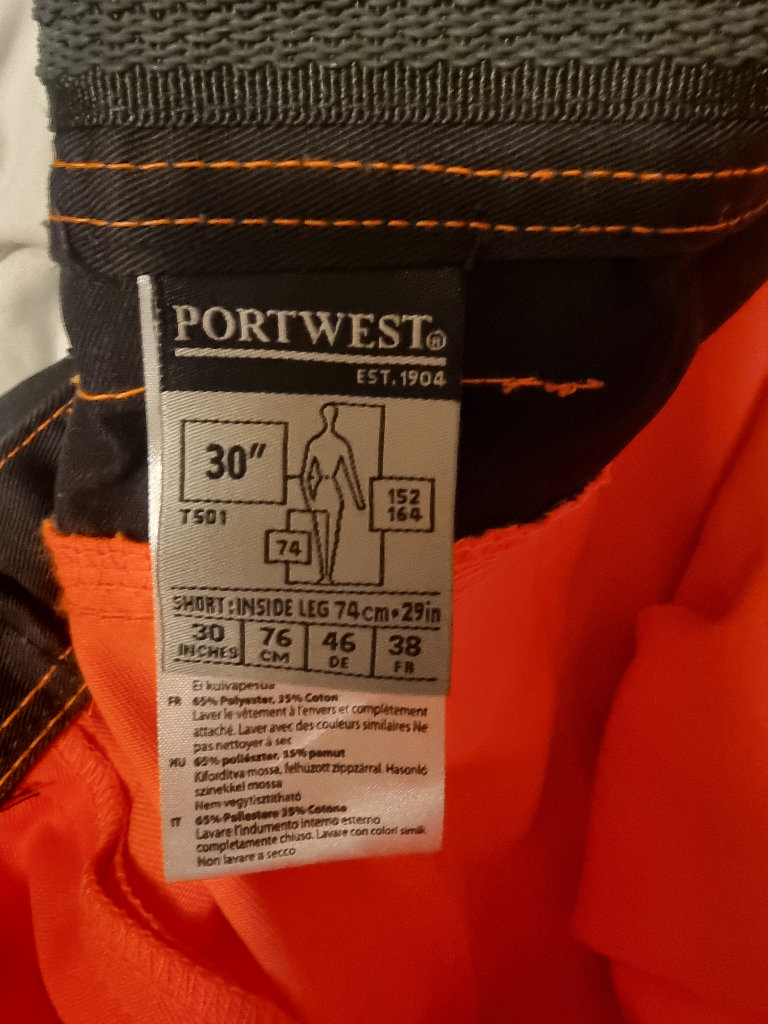 PORTWEST®
EST. 1904
30"
T501
152
164
74
SHORT: INSIDE LEG 74cm•29in
30 INCHES
76 CM
46 DE
38 FR
Ei kuivapesua
FR 65% Polyester, 35% Coton
Laver le vêtement à l'envers et complètement
attaché. Laver avec des couleurs similaires Ne
pas nettoyer à sec
HU 65% poliészter, 35% pamut
Kifordítva mossa, felhúzott zippzárral. Hasonló
színekkel mossa
Nem vegytisztítható
IT 65% Poliestere 35% Cotone
Lavare l'indumento interno esterno
completamente chiuso. Lavare con colori simili.
Non lavare a secco